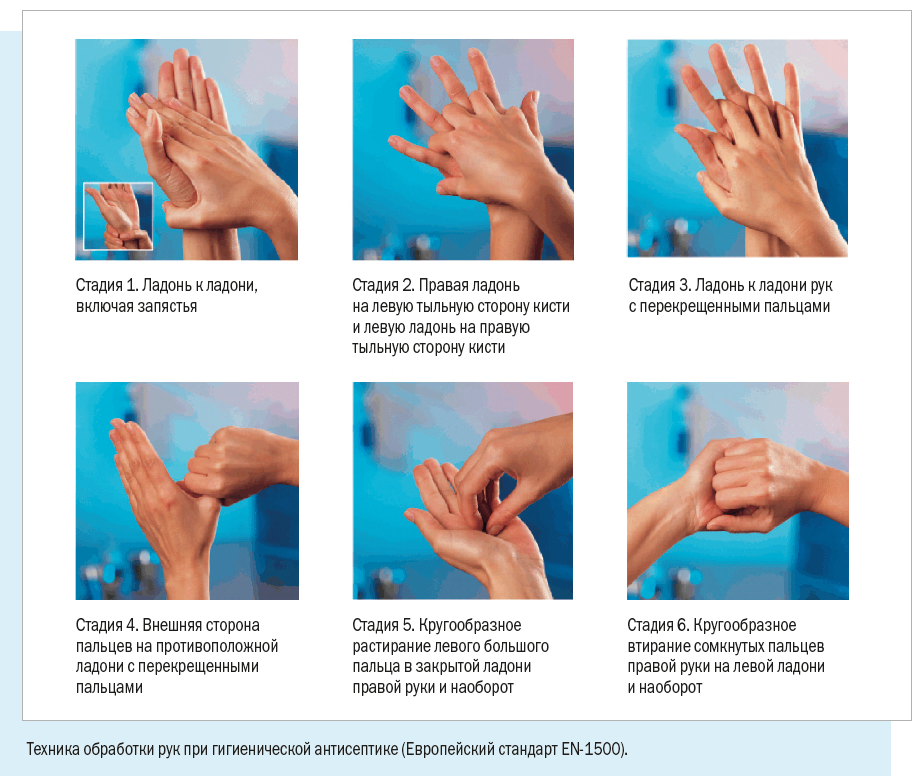 Стадия 1. Ладонь к ладони,
включая запястья
Стадия 2. Правая ладонь
на левую тыльную сторону кисти
и левую ладонь на правую
тыльную сторону кисти
Стадия 3. Ладонь к ладони рук
с перекрещенными пальцами
Стадия 4. Внешняя сторона
пальцев на противоположной
ладони с перекрещенными
пальцами
Стадия 5. Кругообразное
растирание левого большого
пальца в закрытой ладони
правой руки и наоборот
Стадия 6. Кругообразное
втирание сомкнутых пальцев
правой руки на левой ладони
и наоборот
Техника обработки рук при гигиенической антисептике (Европейский стандарт EN-1500).